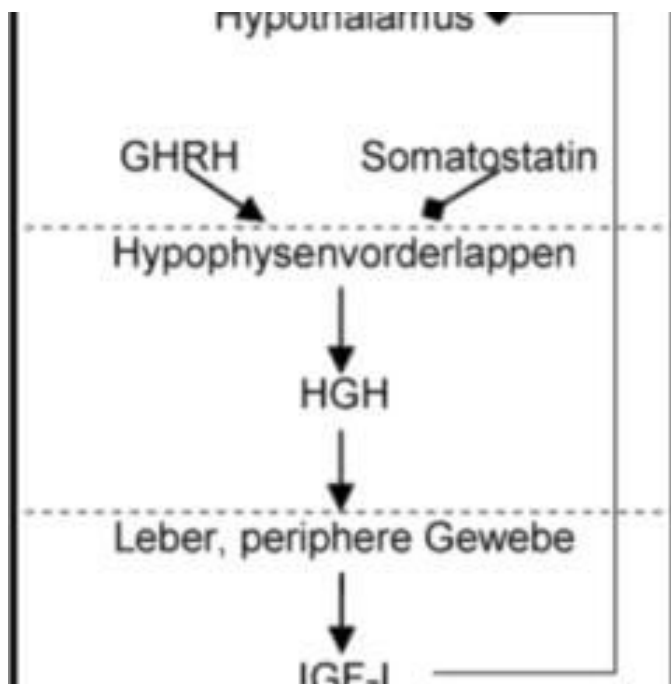 Hypothalamus
GHRH Somatostatin
Hypophysenvorderlappen
HGH
Leber, periphere Gewebe
IGF-I